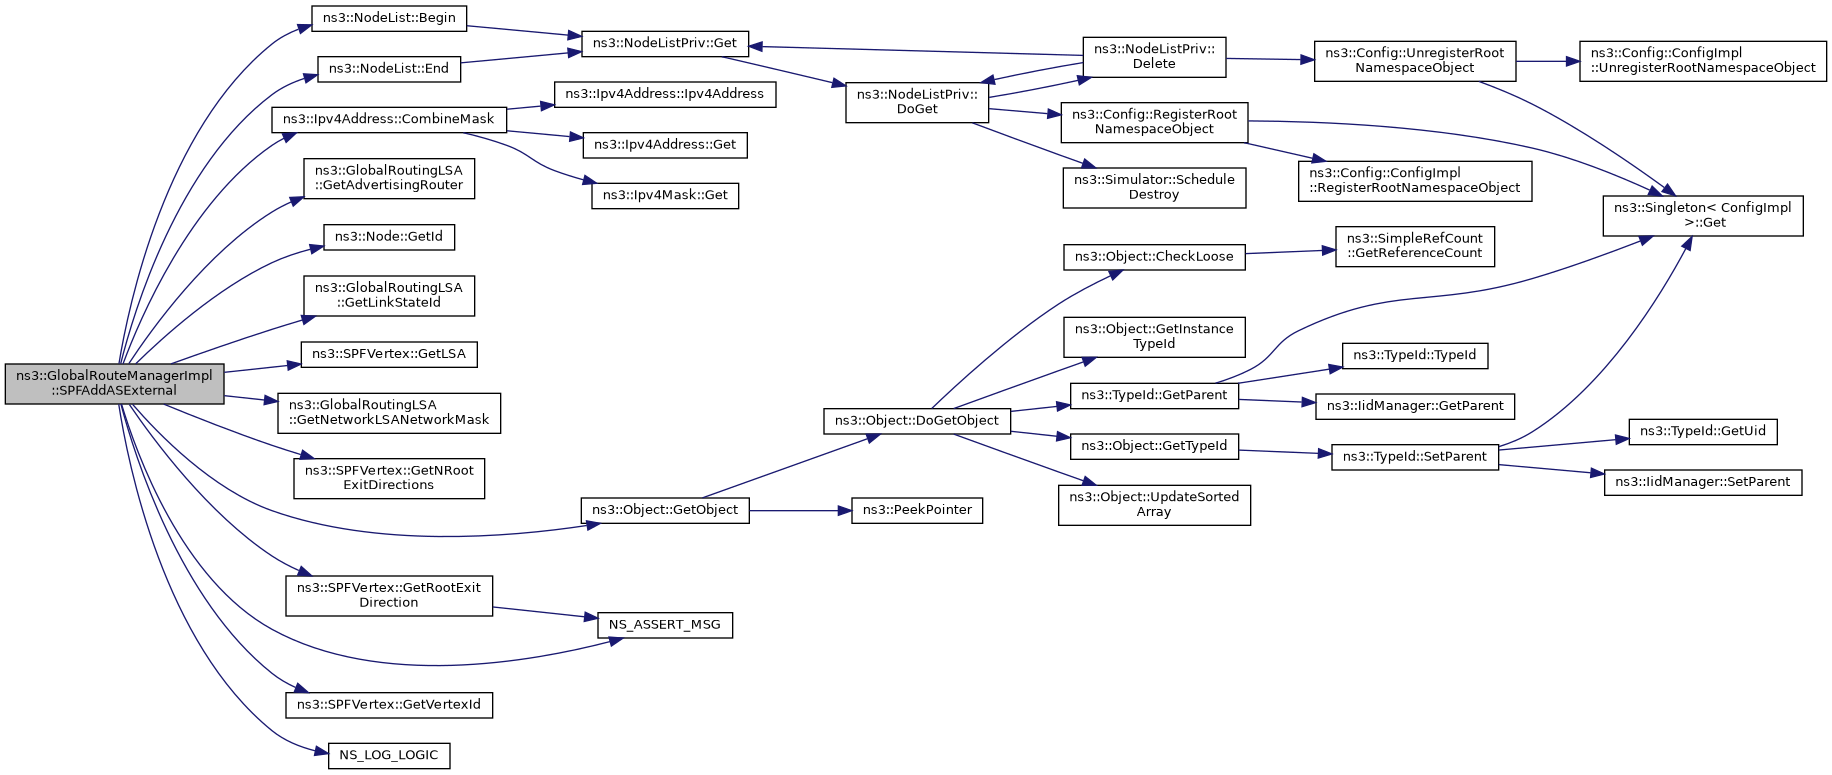 ns3::GlobalRouteManagerImpl
::SPFAddASExternal
ns3::NodeList::Begin
ns3::NodeList::End
ns3::Ipv4Address::CombineMask
ns3::GlobalRoutingLSA
::GetAdvertisingRouter
ns3::Node::GetId
ns3::GlobalRoutingLSA
::GetLinkStateId
ns3::SPFVertex::GetLSA
ns3::GlobalRoutingLSA
::GetNetworkLSANetworkMask
ns3::SPFVertex::GetNRoot
ExitDirections
ns3::SPFVertex::GetRootExit
Direction
ns3::SPFVertex::GetVertexId
NS_LOG_LOGIC
ns3::NodeListPriv::Get
ns3::Ipv4Address::Ipv4Address
ns3::Ipv4Address::Get
ns3::Ipv4Mask::Get
ns3::Object::GetObject
NS_ASSERT_MSG
ns3::NodeListPriv::
DoGet
ns3::Object::DoGetObject
ns3::PeekPointer
ns3::NodeListPriv::
Delete
ns3::Config::RegisterRoot
NamespaceObject
ns3::Simulator::Schedule
Destroy
ns3::Object::CheckLoose
ns3::Object::GetInstance
TypeId
ns3::TypeId::GetParent
ns3::Object::GetTypeId
ns3::Object::UpdateSorted
Array
ns3::Config::UnregisterRoot
NamespaceObject
ns3::Config::ConfigImpl
::RegisterRootNamespaceObject
ns3::SimpleRefCount
::GetReferenceCount
ns3::TypeId::TypeId
ns3::IidManager::GetParent
ns3::TypeId::SetParent
ns3::Config::ConfigImpl
::UnregisterRootNamespaceObject
ns3::Singleton< ConfigImpl
>::Get
ns3::TypeId::GetUid
ns3::IidManager::SetParent